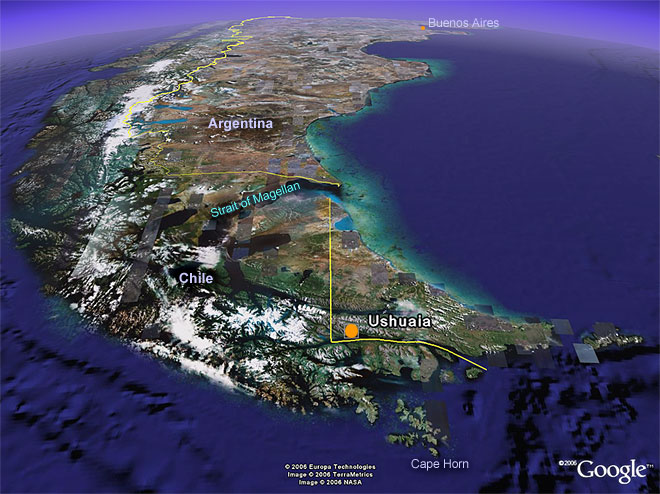 Buenos Aires
Argentina
Strait of Magellan
Chile
Ushuaia
© 2006 Europa Technologies
Image © 2006 TerraMetrics
Image © 2006 NASA
Cape Horn
©2006 Google™